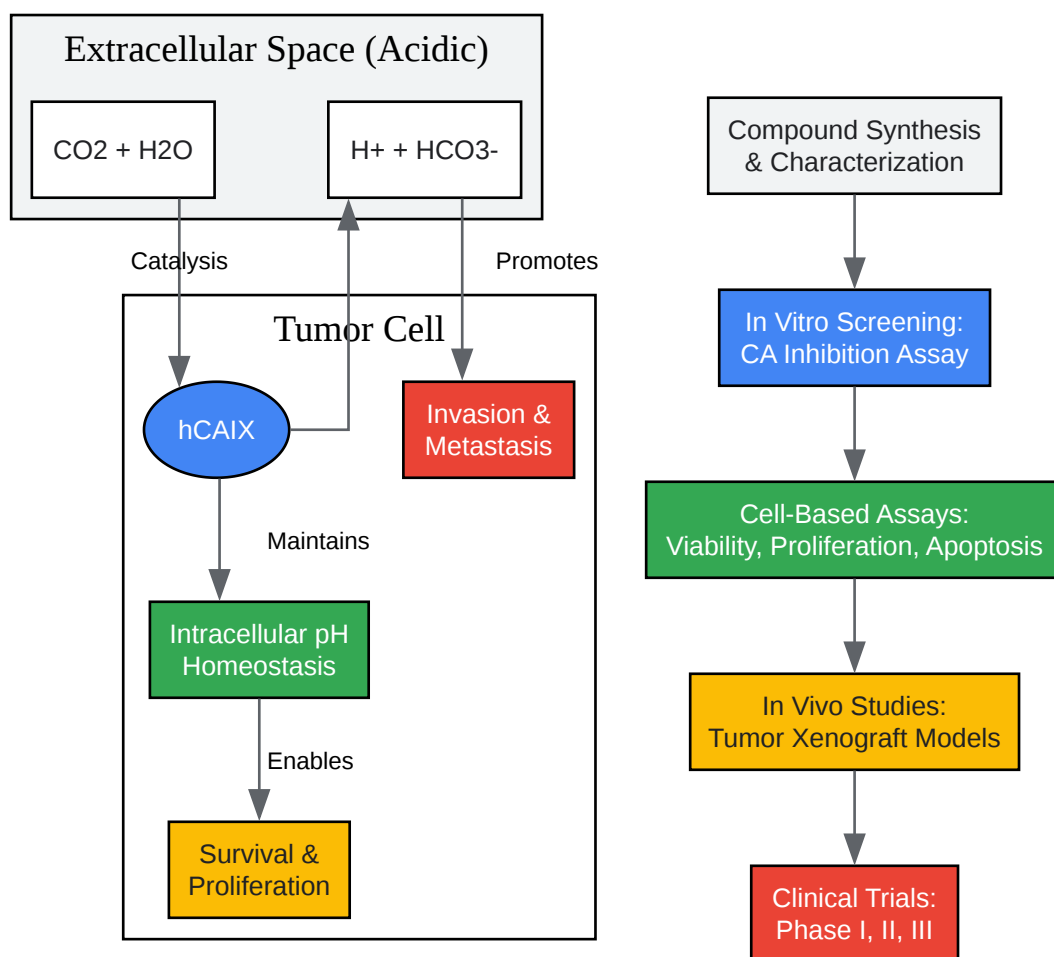 Extracellular Space (Acidic)
CO2 + H2O
H+ + HCO3-
Catalysis
Promotes
Tumor Cell
hCAIX
Invasion &
Metastasis
Maintains
Intracellular pH
Homeostasis
Enables
Survival &
Proliferation
Compound Synthesis
& Characterization
In Vitro Screening:
CA Inhibition Assay
Cell-Based Assays:
Viability, Proliferation, Apoptosis
In Vivo Studies:
Tumor Xenograft Models
Clinical Trials:
Phase I, II, III